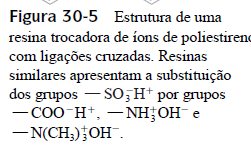 Figura 30-5 Estrutura de uma
resina trocadora de íons de poliestireno
com ligações cruzadas. Resinas
similares apresentam a substituição
dos grupos —SO₃⁻H⁺ por grupos
—COO⁻H⁺, —NH₃⁺OH⁻ e
—N(CH₃)₃⁺OH⁻.